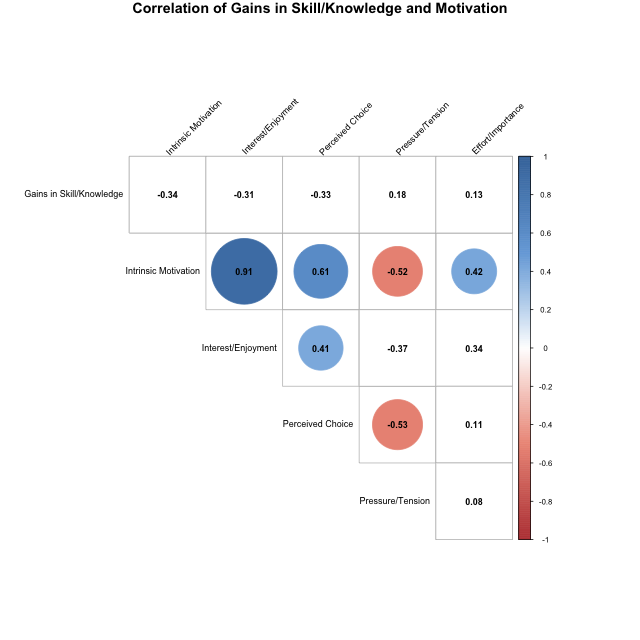 Correlation of Gains in Skill/Knowledge and Motivation
Intrinsic Motivation
Interest/Enjoyment
Perceived Choice
Pressure/Tension
Effort/Importance
Gains in Skill/Knowledge -0.34 -0.31 -0.33 0.18 0.13
Intrinsic Motivation 0.91 0.61 -0.52 0.42
Interest/Enjoyment 0.41 -0.37 0.34
Perceived Choice -0.53 0.11
Pressure/Tension 0.08
1
0.8
0.6
0.4
0.2
0
-0.2
-0.4
-0.6
-0.8
-1